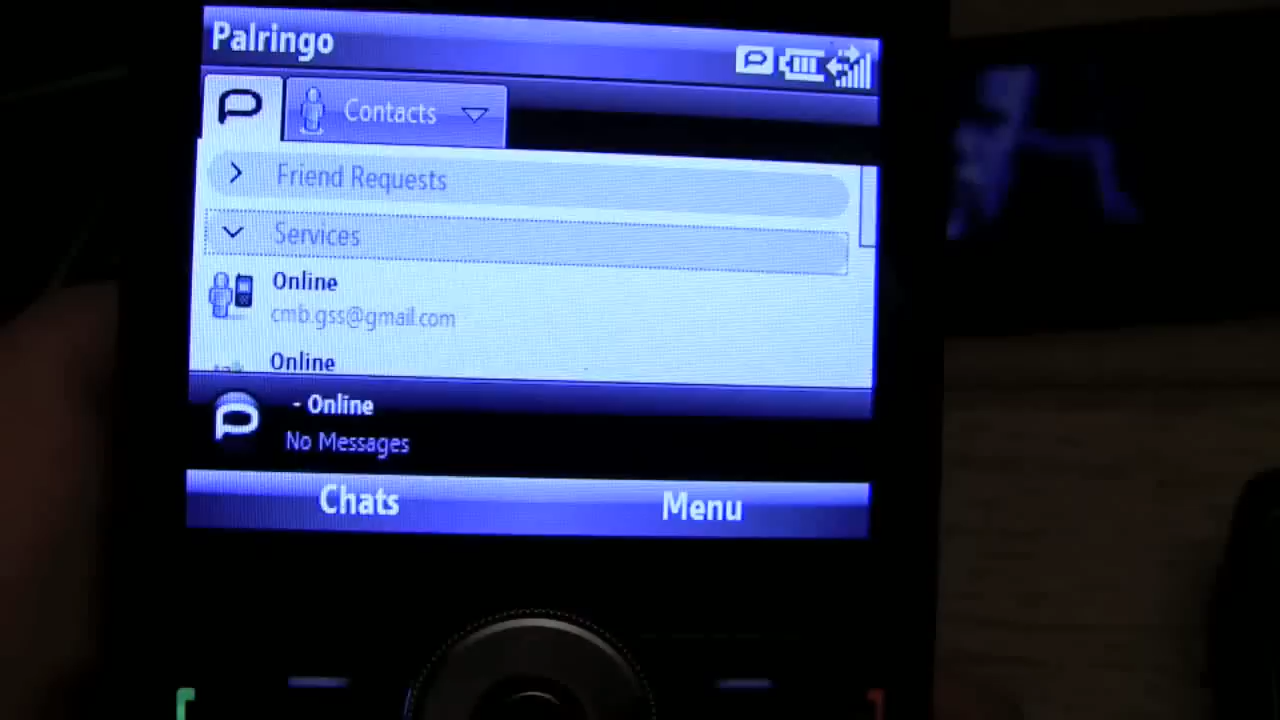 Palringo
Contacts
Friend Requests
Services
Online
cmb.gss@gmail.com
Online
- Online
No Messages
Chats
Menu